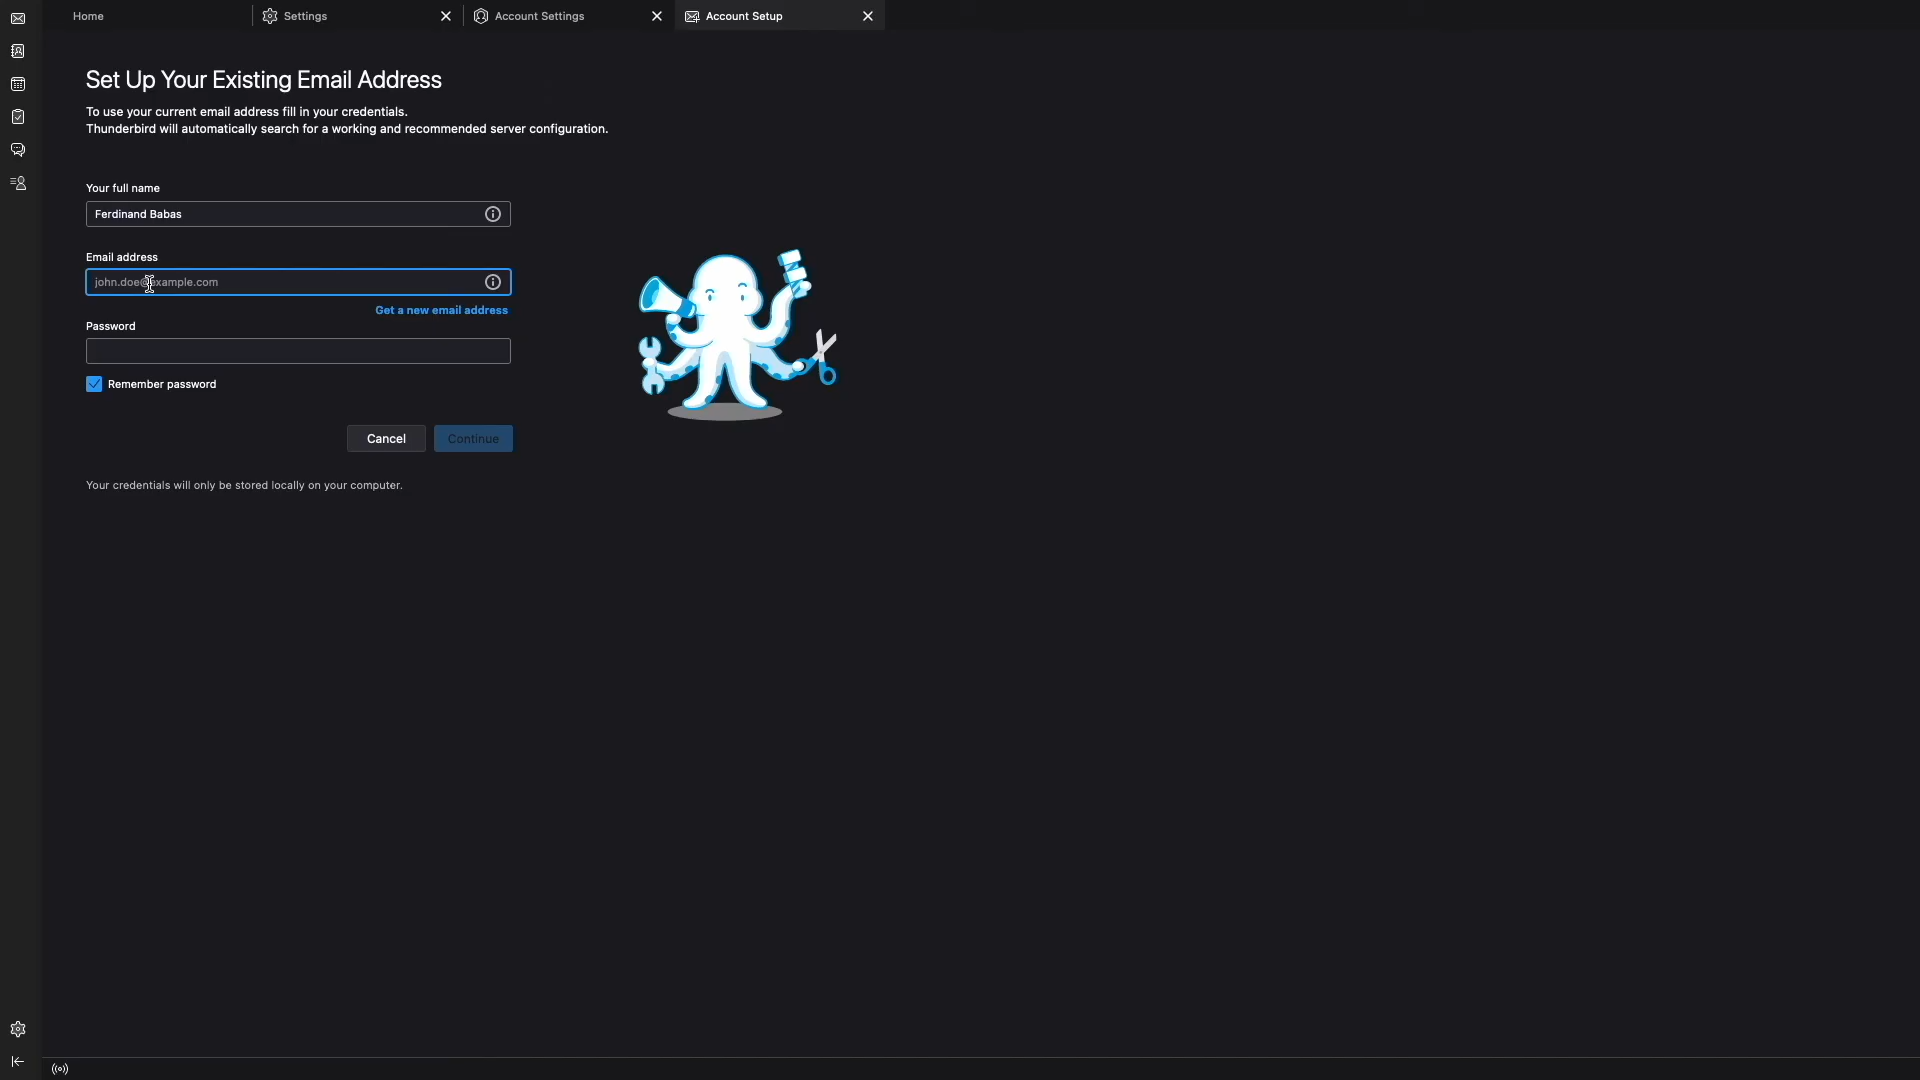 Home
Settings
Account Settings
Account Setup
Set Up Your Existing Email Address
To use your current email address fill in your credentials.
Thunderbird will automatically search for a working and recommended server configuration.
Your full name
Ferdinand Babas
Email address
john.doe@example.com
Get a new email address
Password
Remember password
Cancel
Continue
Your credentials will only be stored locally on your computer.